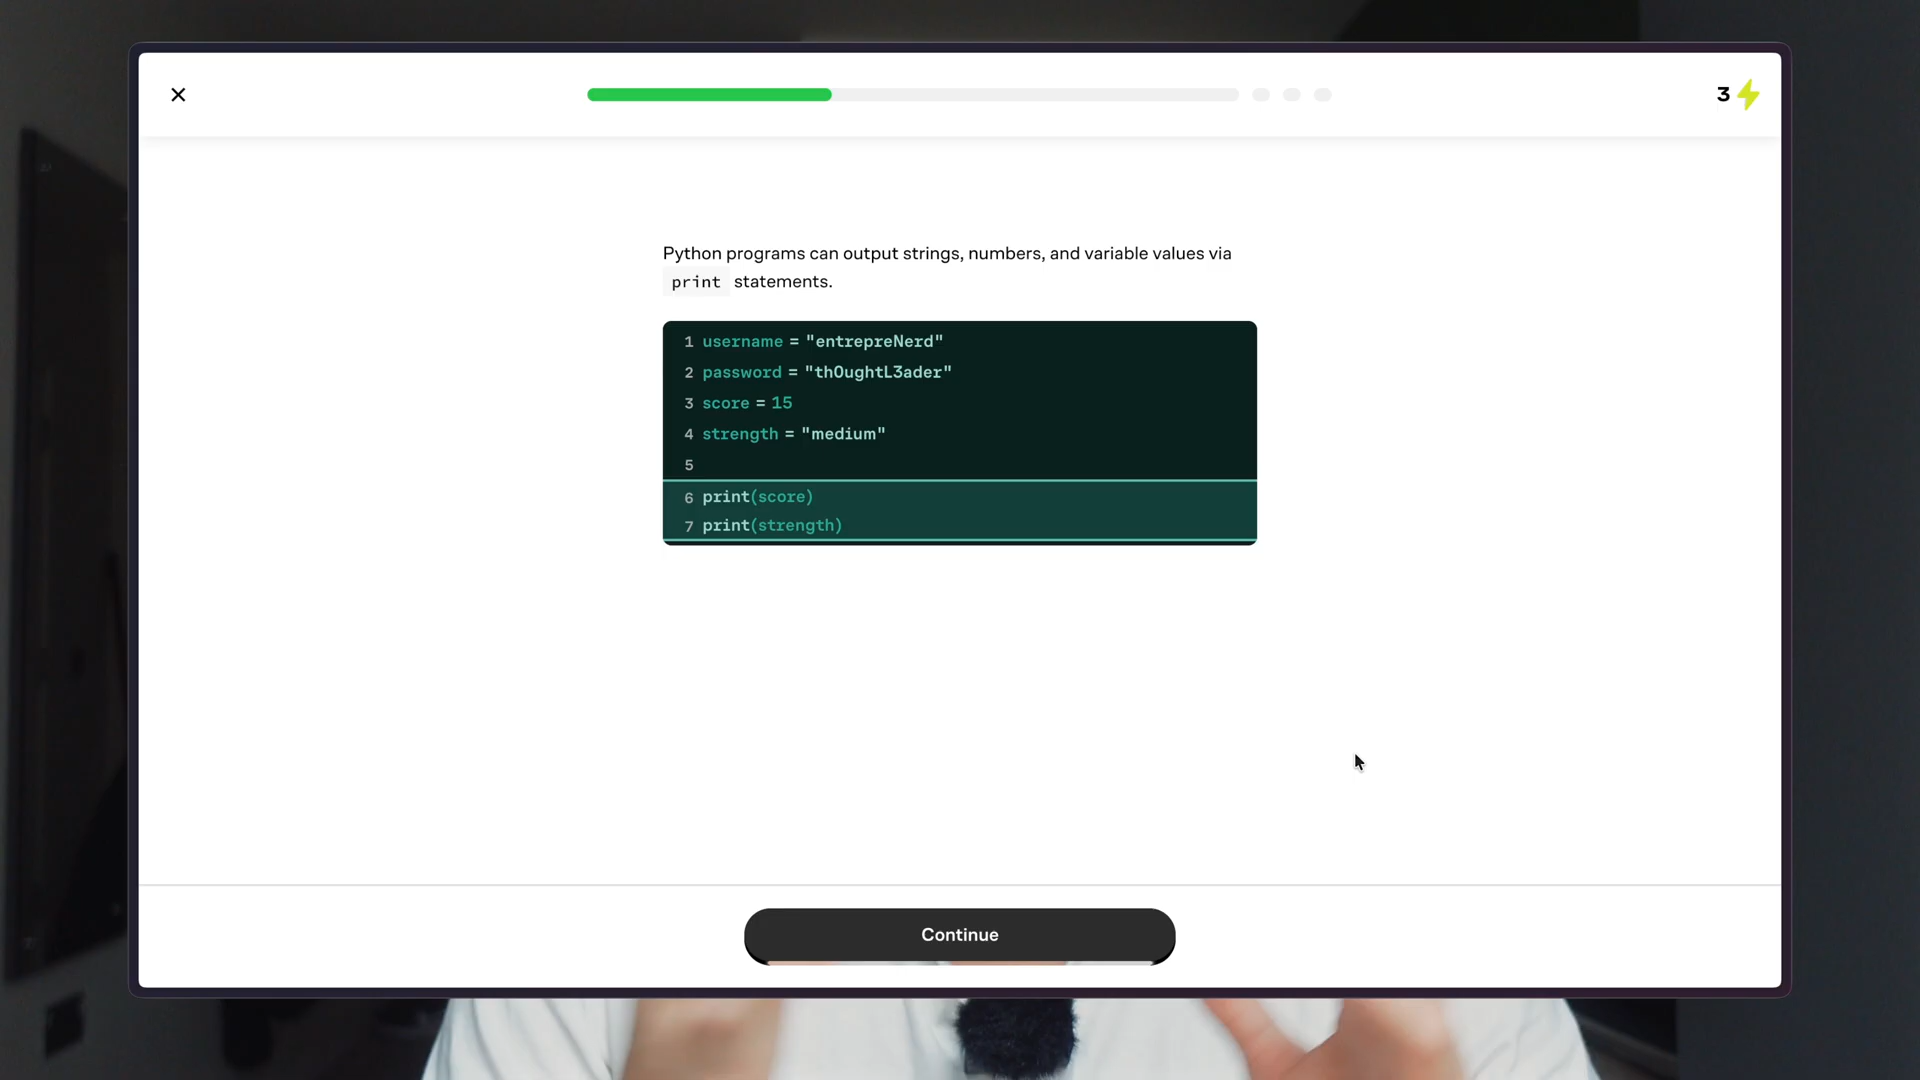 3
Python programs can output strings, numbers, and variable values via
print statements.
1 username = "entrepreNerd"
2 password = "thOughtL3ader"
3 score = 15
4 strength = "medium"
5
6 print(score)
7 print(strength)
Continue